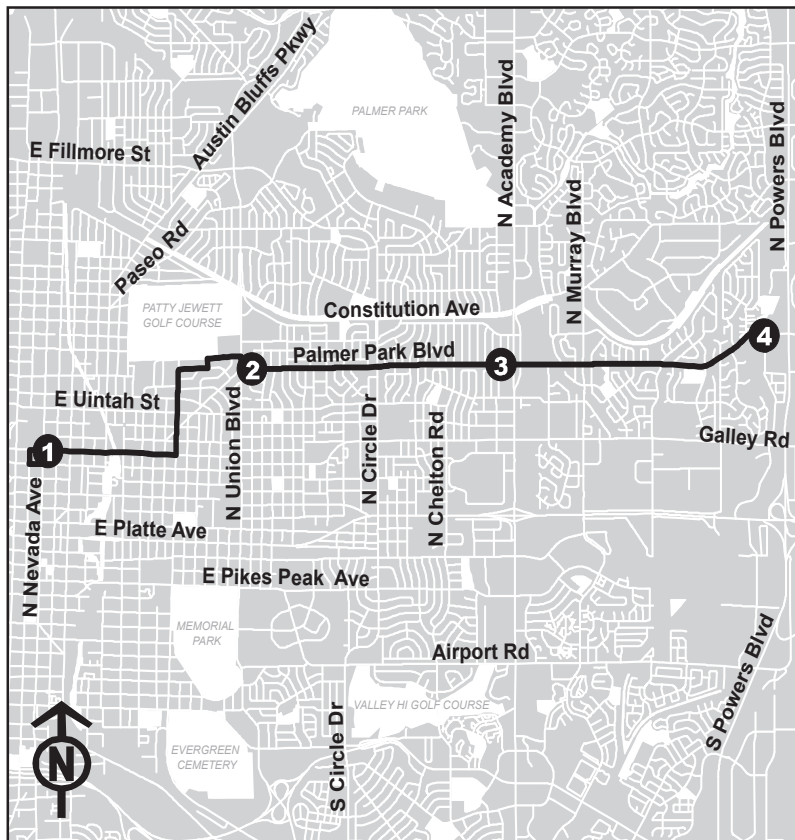 Austin Bluffs Pkwy
PALMER PARK
N Academy Blvd
N Powers Blvd
E Fillmore St
N Murray Blvd
Paseo Rd
PATTY JEWETT
GOLF COURSE
Constitution Ave
4
Palmer Park Blvd
2
3
E Uintah St
N Union Blvd
N Circle Dr
N Chelton Rd
Galley Rd
1
N Nevada Ave
E Platte Ave
E Pikes Peak Ave
MEMORIAL
PARK
Airport Rd
S Powers Blvd
VALLEY HI GOLF COURSE
S Circle Dr
EVERGREEN
CEMETERY
N